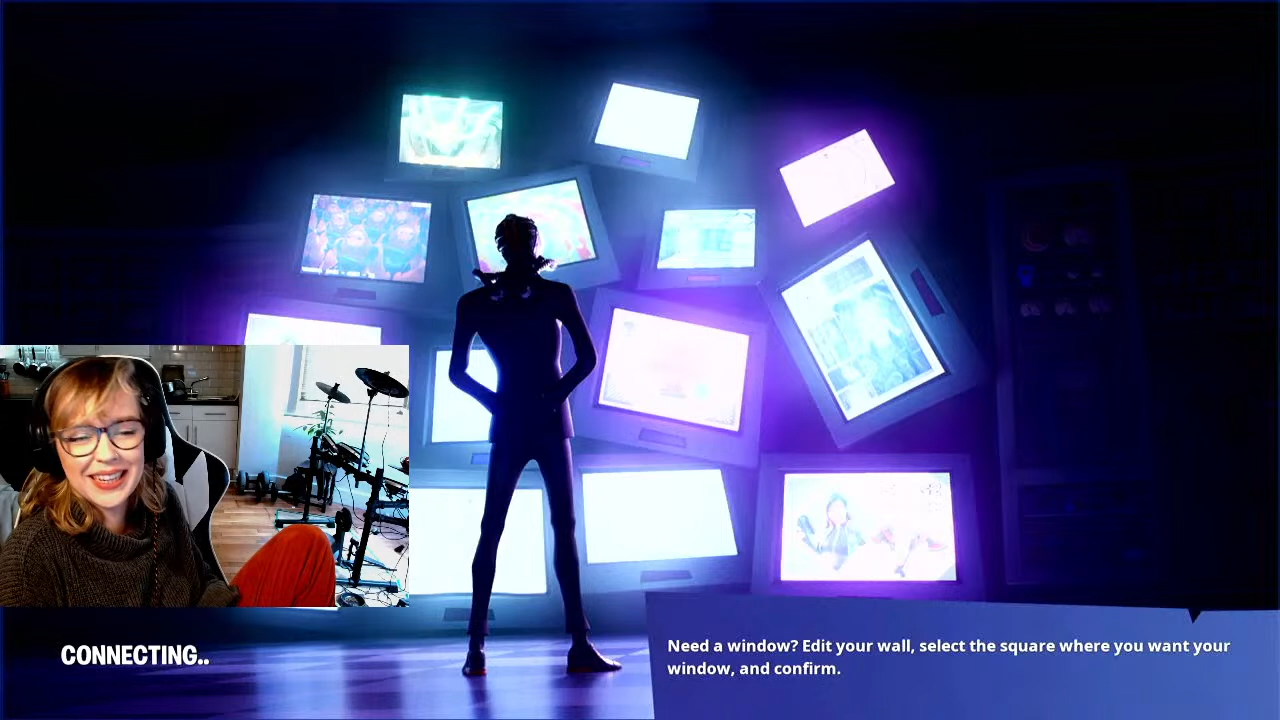 CONNECTING..
Need a window? Edit your wall, select the square where you want your
window, and confirm.